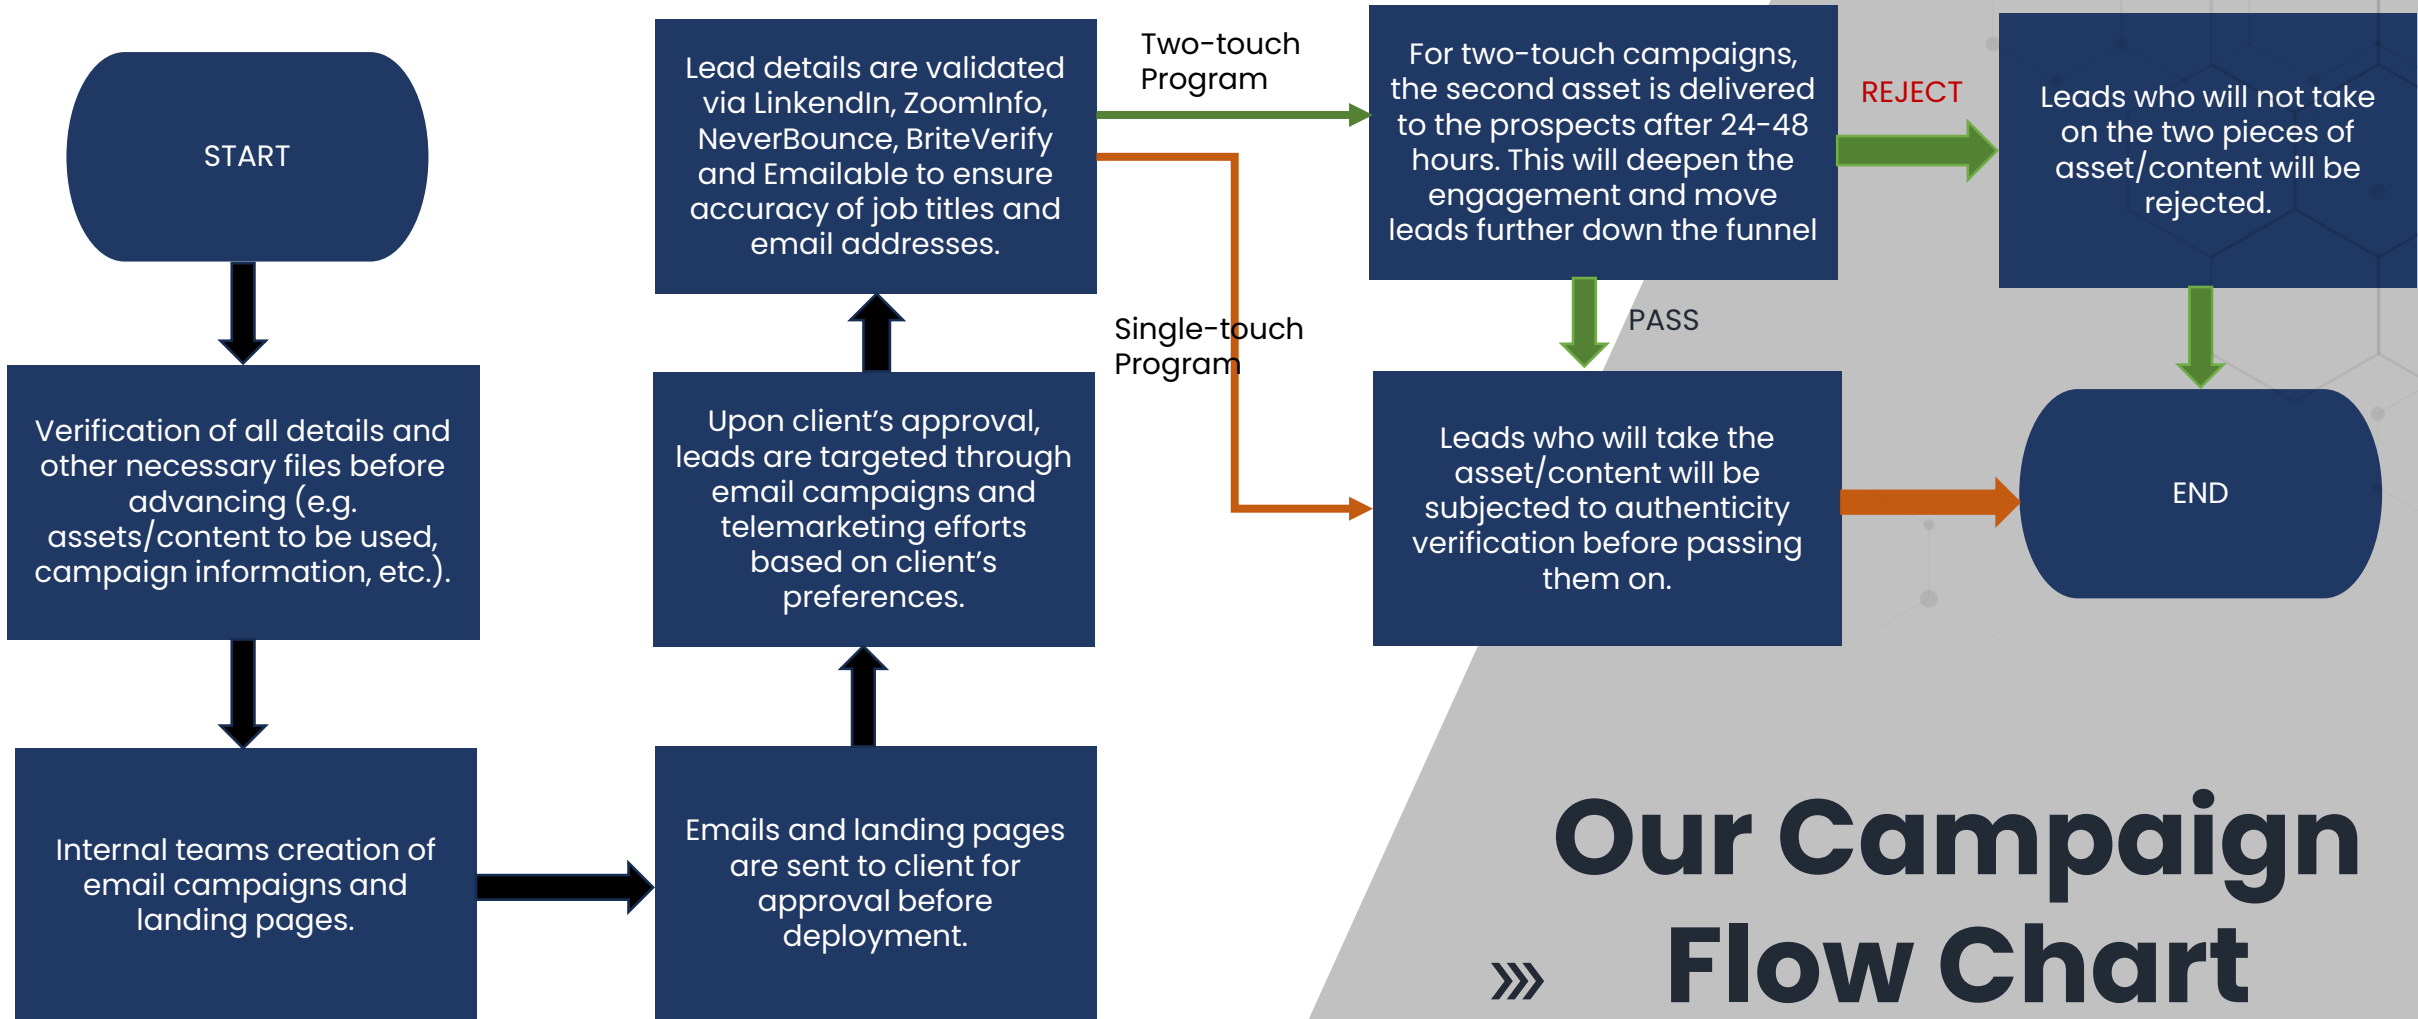 START
Verification of all details and
other necessary files before
advancing (e.g.
assets/content to be used,
campaign information, etc.).
Internal teams creation of
email campaigns and
landing pages.
Emails and landing pages
are sent to client for
approval before
deployment.
Upon client’s approval,
leads are targeted through
email campaigns and
telemarketing efforts
based on client’s
preferences.
Lead details are validated
via LinkendIn, ZoomInfo,
NeverBounce, BriteVerify
and Emailable to ensure
accuracy of job titles and
email addresses.
Two-touch
Program
Single-touch
Program
For two-touch campaigns,
the second asset is delivered
to the prospects after 24-48
hours. This will deepen the
engagement and move
leads further down the funnel
REJECT
Leads who will not take
on the two pieces of
asset/content will be
rejected.
PASS
Leads who will take the
asset/content will be
subjected to authenticity
verification before passing
them on.
END
Our Campaign
Flow Chart